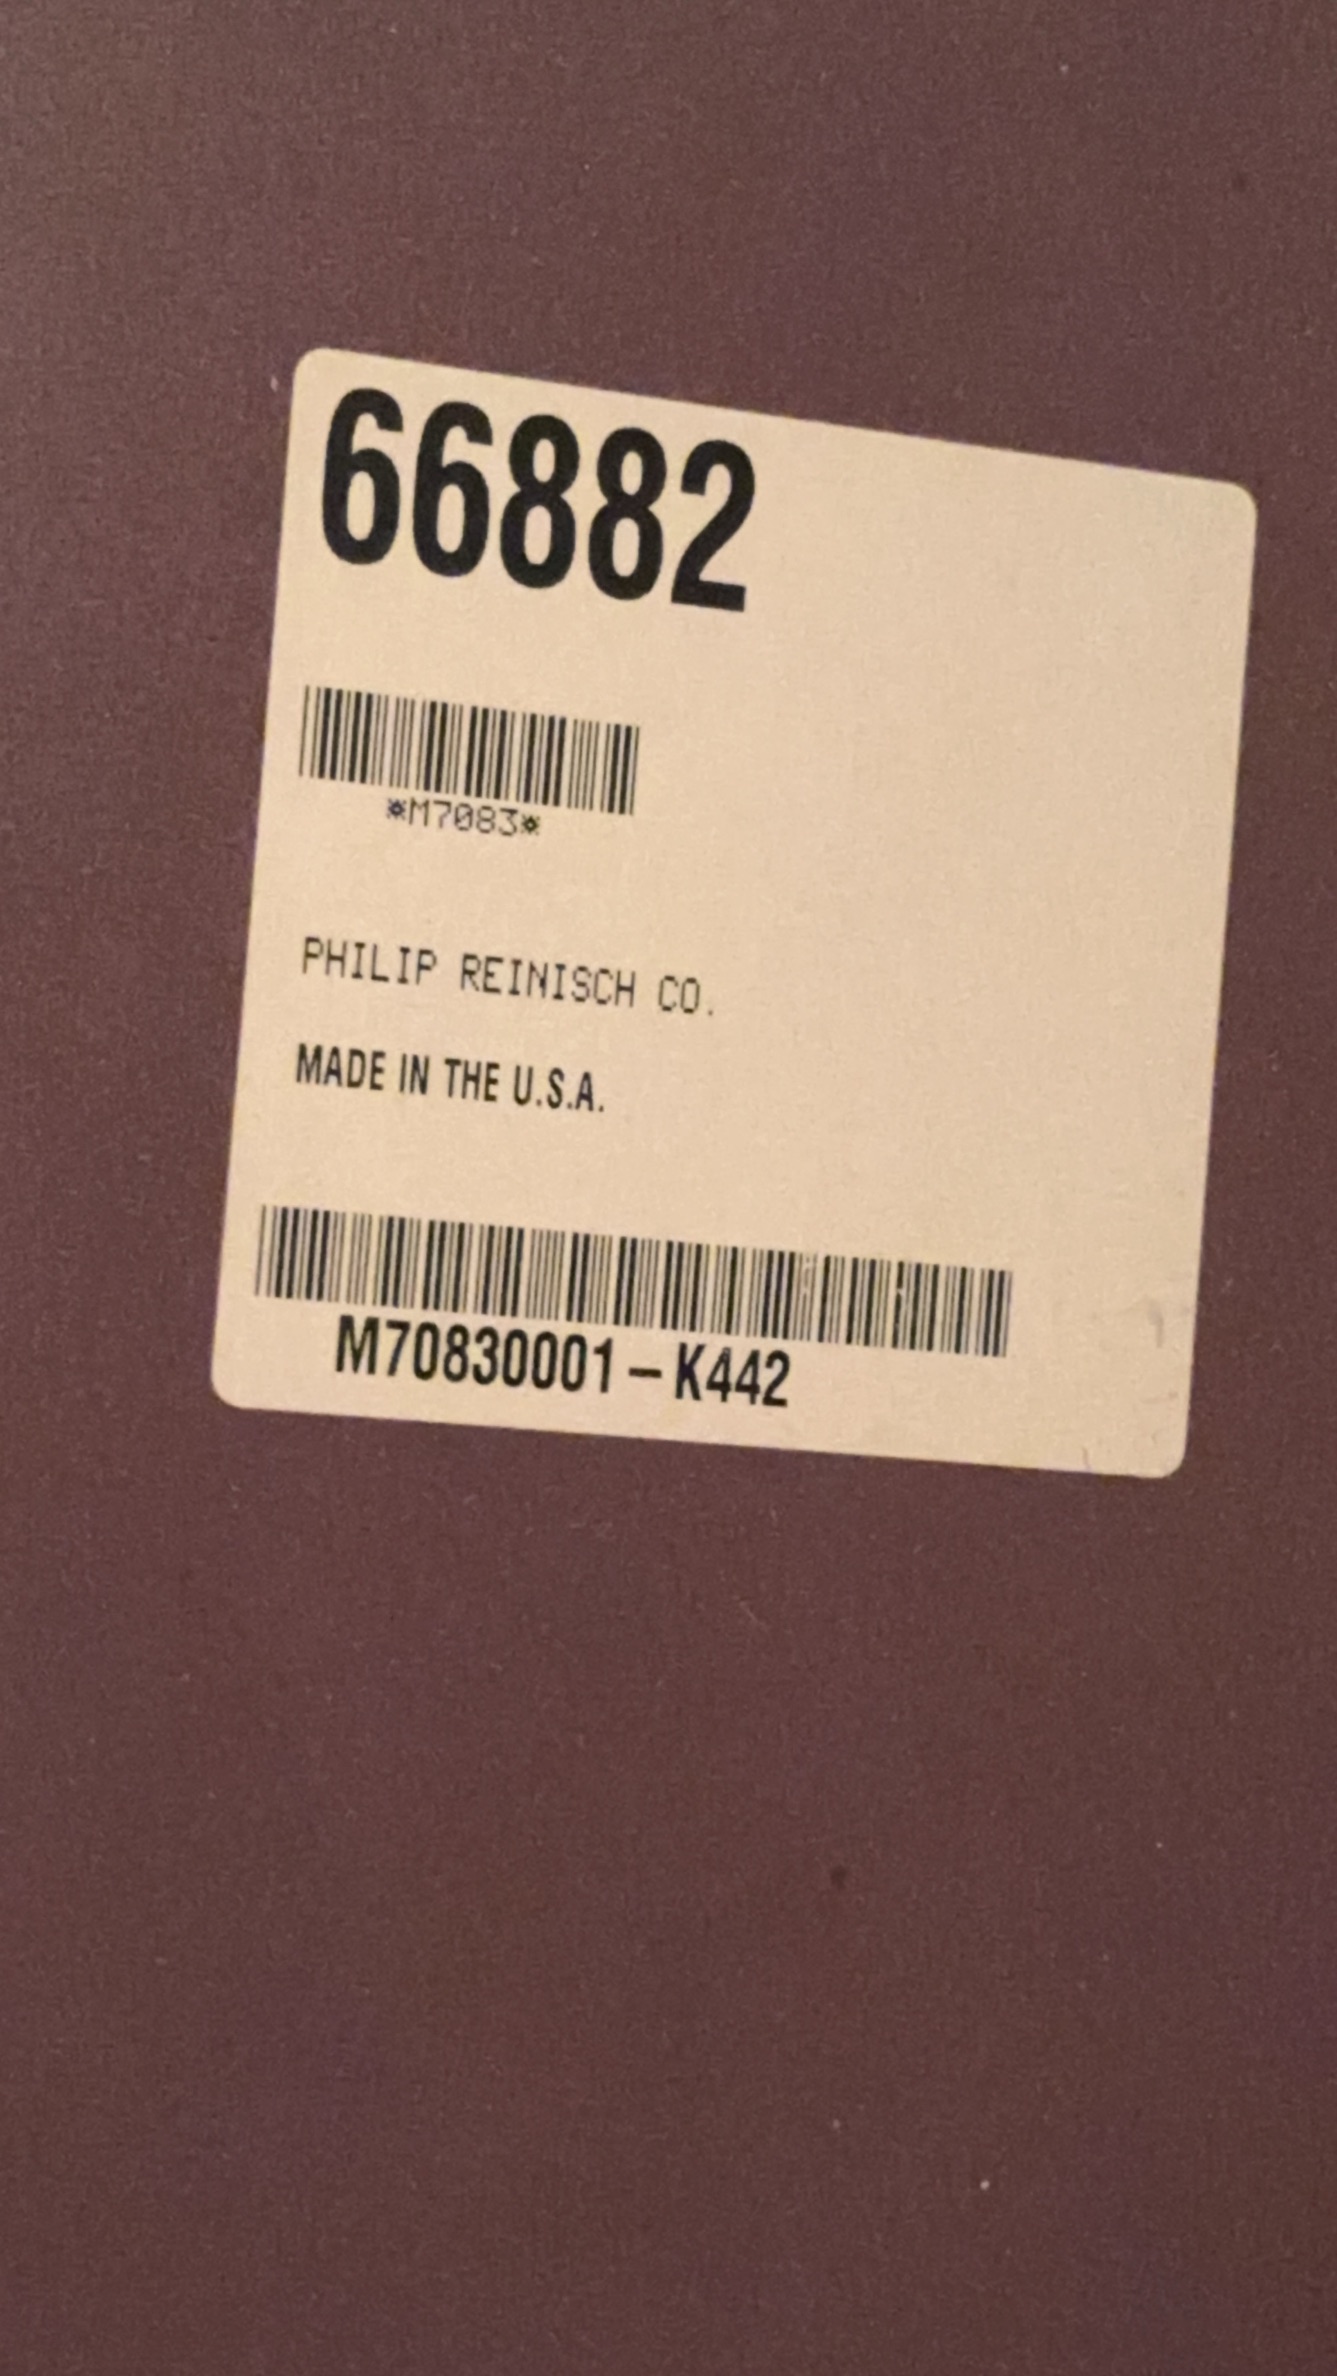 66882
*M7083*
PHILIP REINISCH CO.
MADE IN THE U.S.A.
M70830001-K442